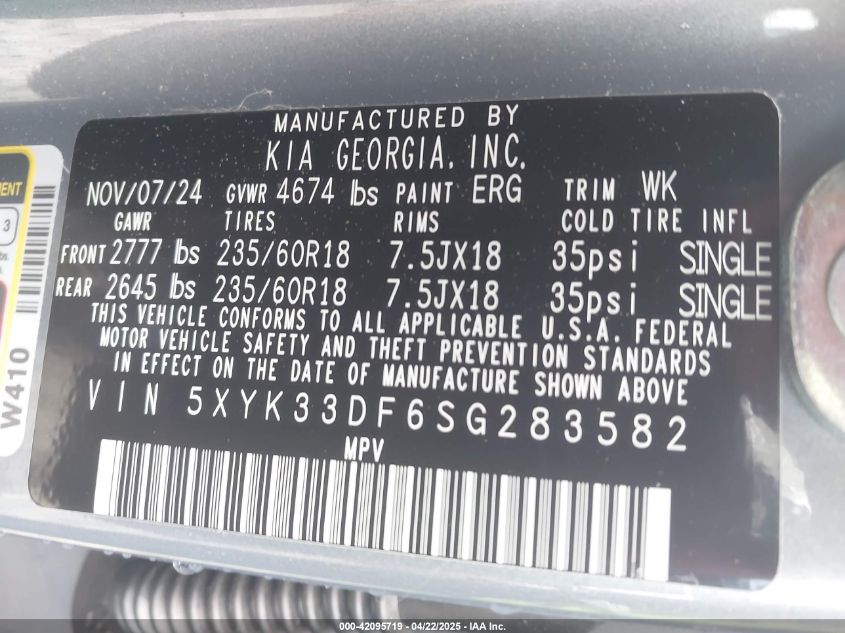 MANUFACTURED BY
KIA GEORGIA, INC.
NOV/07/24 GVWR 4674 lbs PAINT ERG TRIM WK
GAWR TIRES RIMS COLD TIRE INFL
FRONT 2777 lbs 235/60R18 7.5JX18 35psi SINGLE
REAR 2645 lbs 235/60R18 7.5JX18 35psi SINGLE
THIS VEHICLE CONFORMS TO ALL APPLICABLE U.S.A. FEDERAL
MOTOR VEHICLE SAFETY AND THEFT PREVENTION STANDARDS
IN EFFECT ON THE DATE OF MANUFACTURE SHOWN ABOVE
VIN 5XYK33DF6SG283582
MPV
3
W410
000-42095719 - 04/22/2025 - IAA Inc.